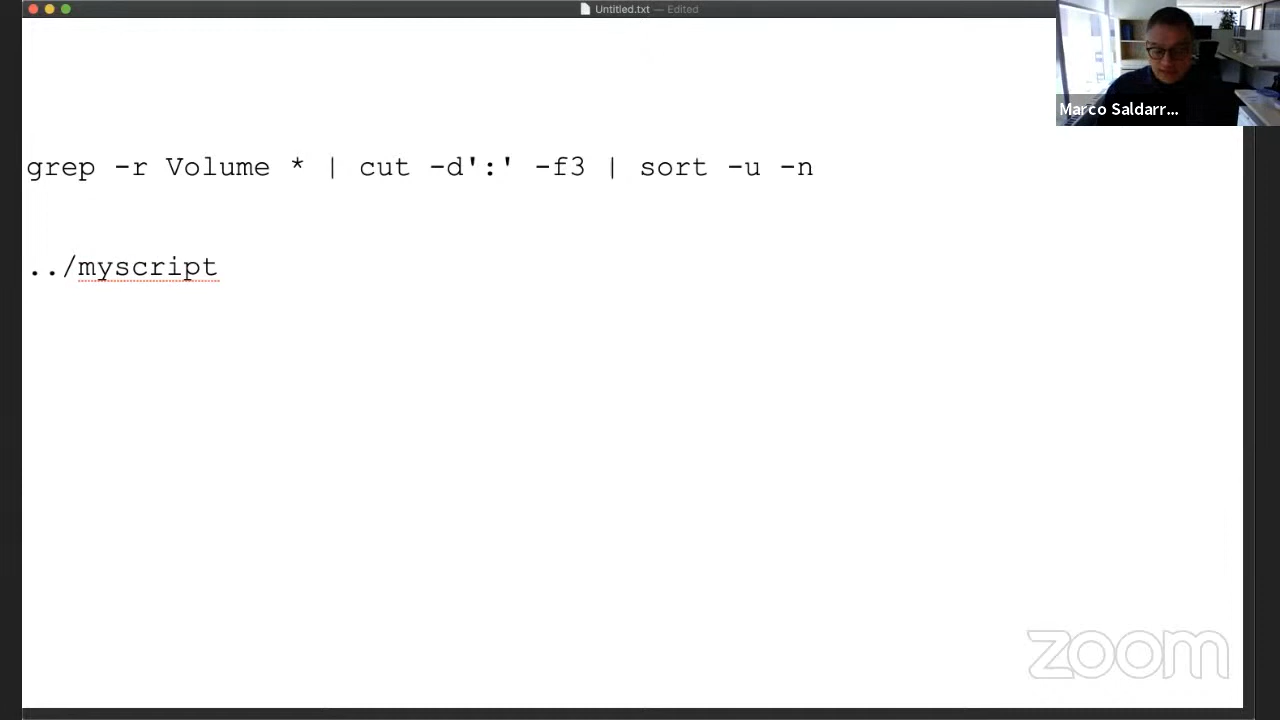 Untitled.txt — Edited
Marco Saldarr...
grep -r Volume * | cut -d':' -f3 | sort -u -n
../myscript
zoom